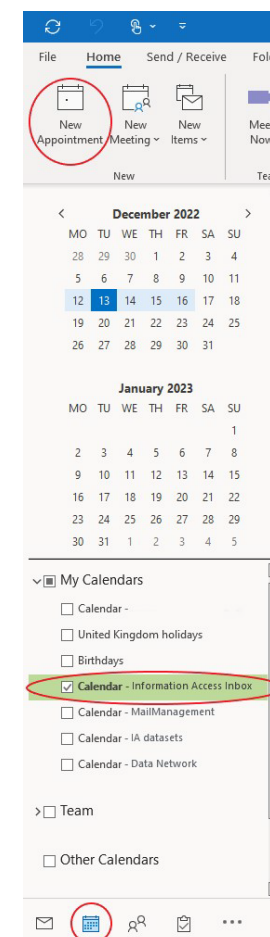 File Home Send / Receive Fol
New Appointment
New Meeting
New Items
Mee
Now
New
Tea
December 2022
MO TU WE TH FR SA SU
28 29 30 1 2 3 4
5 6 7 8 9 10 11
12 13 14 15 16 17 18
19 20 21 22 23 24 25
26 27 28 29 30 31
January 2023
MO TU WE TH FR SA SU
1
2 3 4 5 6 7 8
9 10 11 12 13 14 15
16 17 18 19 20 21 22
23 24 25 26 27 28 29
30 31 1 2 3 4 5
My Calendars
Calendar -
United Kingdom holidays
Birthdays
Calendar - Information Access Inbox
Calendar - MailManagement
Calendar - IA datasets
Calendar - Data Network
Team
Other Calendars